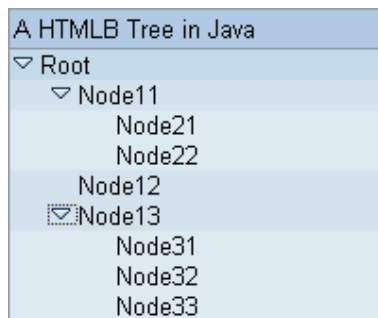 A HTMLB Tree in Java
Root
Node11
Node21
Node22
Node12
Node13
Node31
Node32
Node33